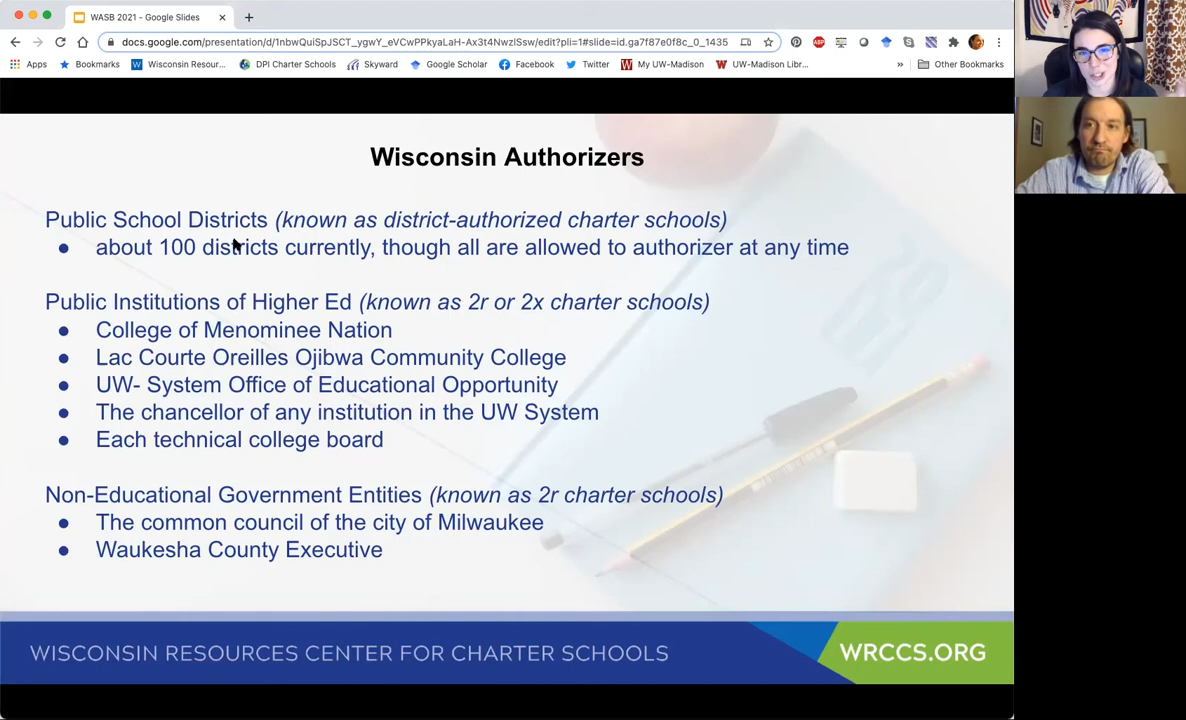 WASB 2021 - Google Slides
docs.google.com/presentation/d/1nbwQuiSpJSCT_ygwY_eVCwPPkyaLaH-Ax3t4NwzlSsw/edit?pli=1#slide=id.ga7f87e0f8c_0_1435
ABP
Apps Bookmarks Wisconsin Resour... DPI Charter Schools Skyward Google Scholar Facebook Twitter My UW-Madison UW-Madison Libr... » Other Bookmarks
Wisconsin Authorizers
Public School Districts (known as district-authorized charter schools)
● about 100 districts currently, though all are allowed to authorizer at any time
Public Institutions of Higher Ed (known as 2r or 2x charter schools)
● College of Menominee Nation
● Lac Courte Oreilles Ojibwa Community College
● UW- System Office of Educational Opportunity
● The chancellor of any institution in the UW System
● Each technical college board
Non-Educational Government Entities (known as 2r charter schools)
● The common council of the city of Milwaukee
● Waukesha County Executive
WISCONSIN RESOURCES CENTER FOR CHARTER SCHOOLS
WRCCS.ORG